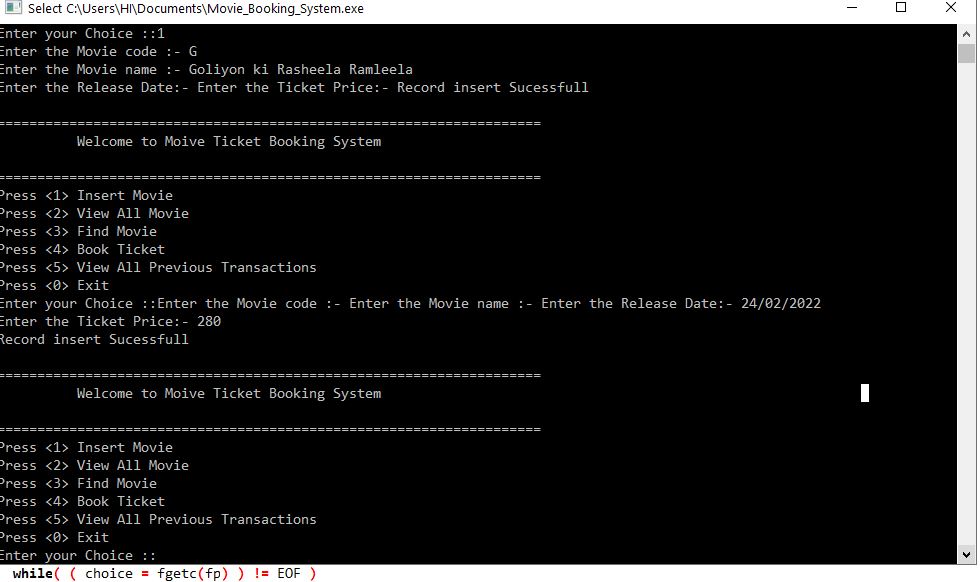 Select C:\Users\HI\Documents\Movie_Booking_System.exe
Enter your Choice ::1
Enter the Movie code :- G
Enter the Movie name :- Goliyon ki Rasheela Ramleela
Enter the Release Date:- Enter the Ticket Price:- Record insert Sucessfull
====================================================================
Welcome to Moive Ticket Booking System
====================================================================
Press <1> Insert Movie
Press <2> View All Movie
Press <3> Find Movie
Press <4> Book Ticket
Press <5> View All Previous Transactions
Press <0> Exit
Enter your Choice ::Enter the Movie code :- Enter the Movie name :- Enter the Release Date:- 24/02/2022
Enter the Ticket Price:- 280
Record insert Sucessfull
====================================================================
Welcome to Moive Ticket Booking System
====================================================================
Press <1> Insert Movie
Press <2> View All Movie
Press <3> Find Movie
Press <4> Book Ticket
Press <5> View All Previous Transactions
Press <0> Exit
Enter your Choice ::
while( ( choice = fgetc(fp) ) != EOF )